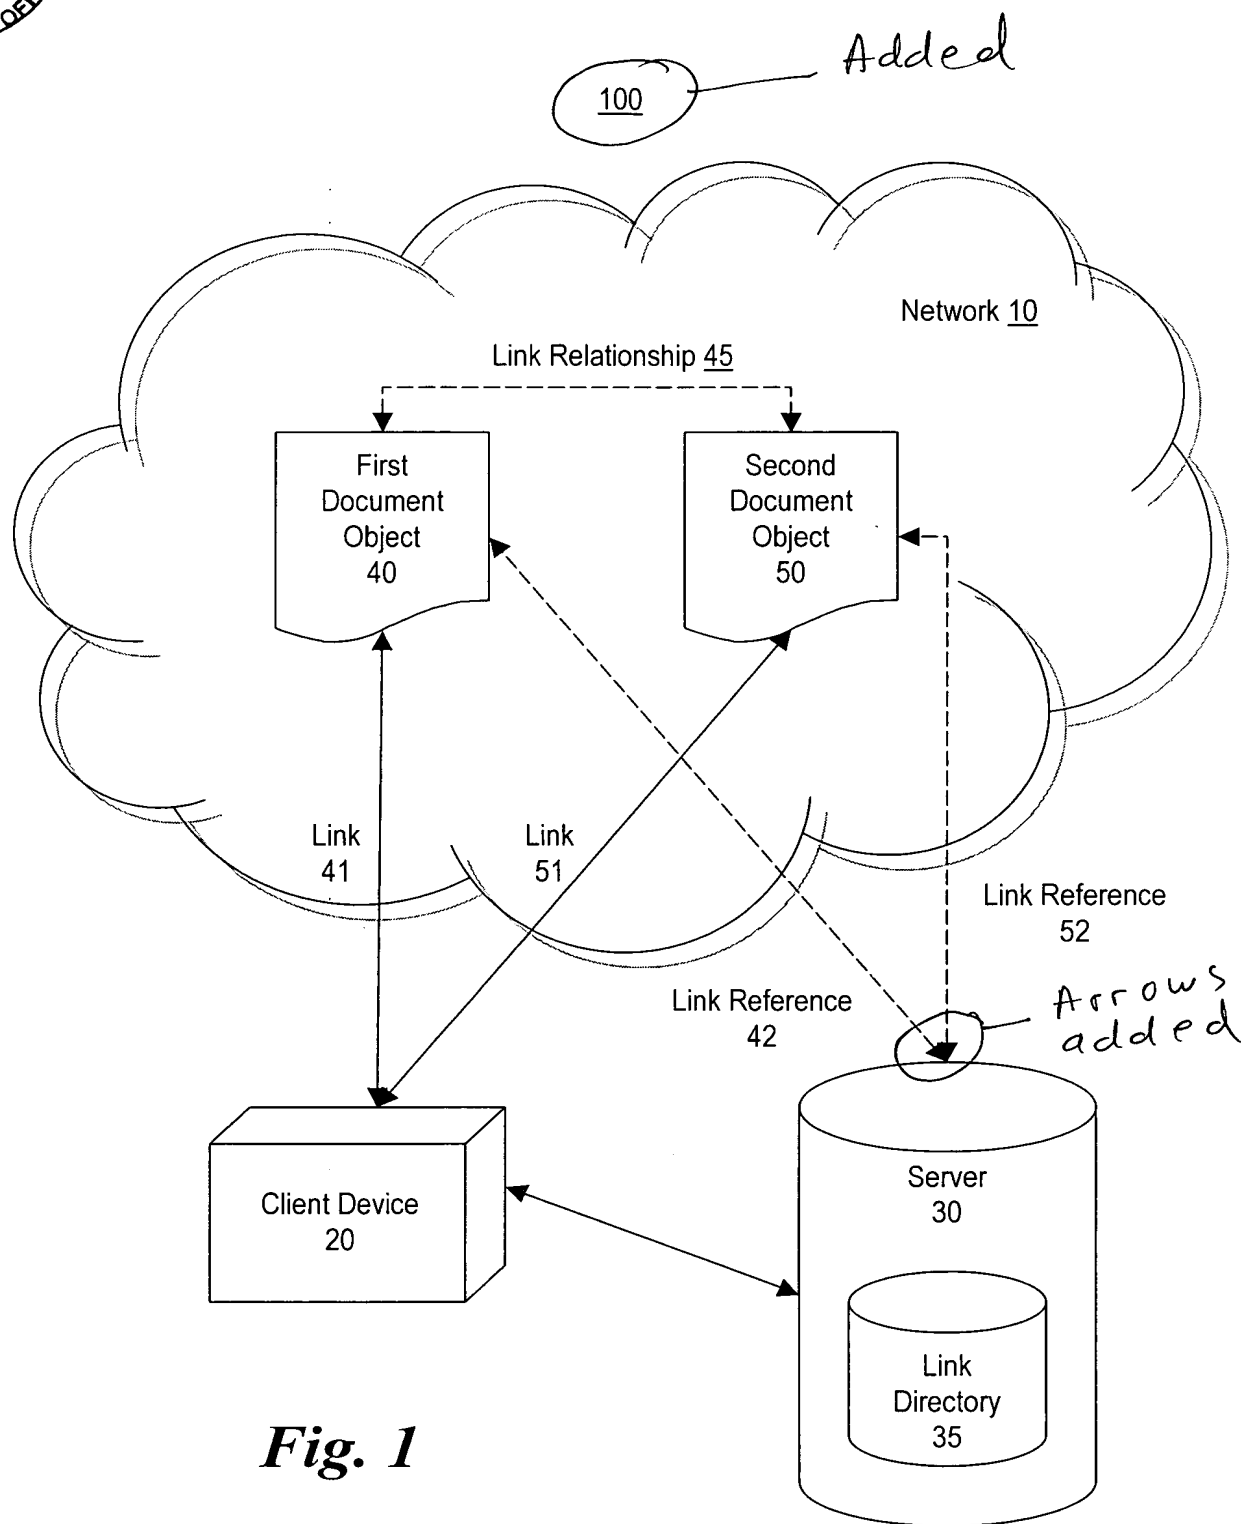 Added
100
Network 10
Link Relationship 45
First
Document
Object
40
Second
Document
Object
50
Link
41
Link
51
Link Reference
52
Link Reference
42
Arrows
added
Client Device
20
Server
30
Link
Directory
35
Fig. 1